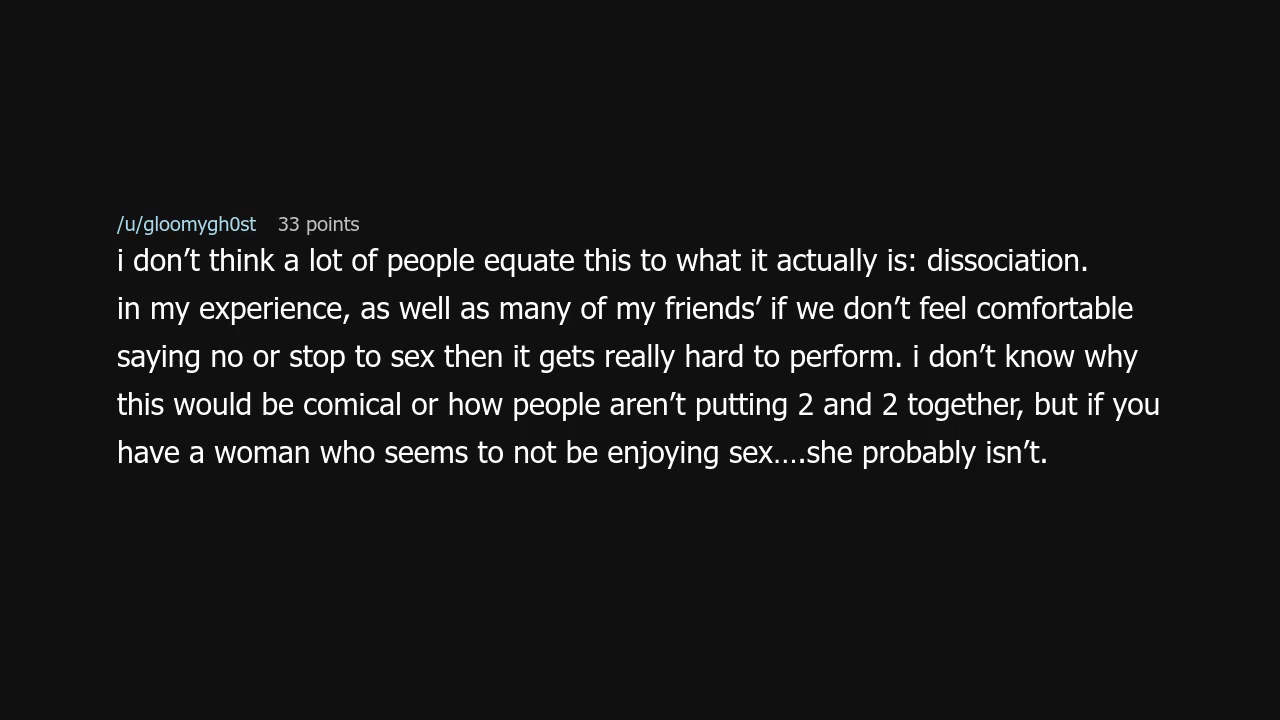 /u/gloomygh0st 33 points
i don’t think a lot of people equate this to what it actually is: dissociation.
in my experience, as well as many of my friends’ if we don’t feel comfortable
saying no or stop to sex then it gets really hard to perform. i don’t know why
this would be comical or how people aren’t putting 2 and 2 together, but if you
have a woman who seems to not be enjoying sex….she probably isn’t.